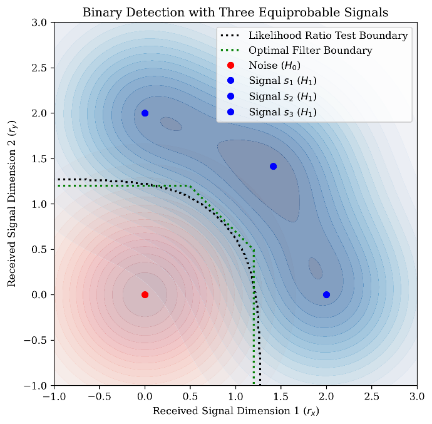 Binary Detection with Three Equiprobable Signals
Likelihood Ratio Test Boundary
Optimal Filter Boundary
Noise (H₀)
Signal s₁ (H₁)
Signal s₂ (H₁)
Signal s₃ (H₁)
3.0
2.5
2.0
1.5
1.0
0.5
0.0
−0.5
−1.0
Received Signal Dimension 2 (r_y)
−1.0 −0.5 0.0 0.5 1.0 1.5 2.0 2.5 3.0
Received Signal Dimension 1 (r_x)